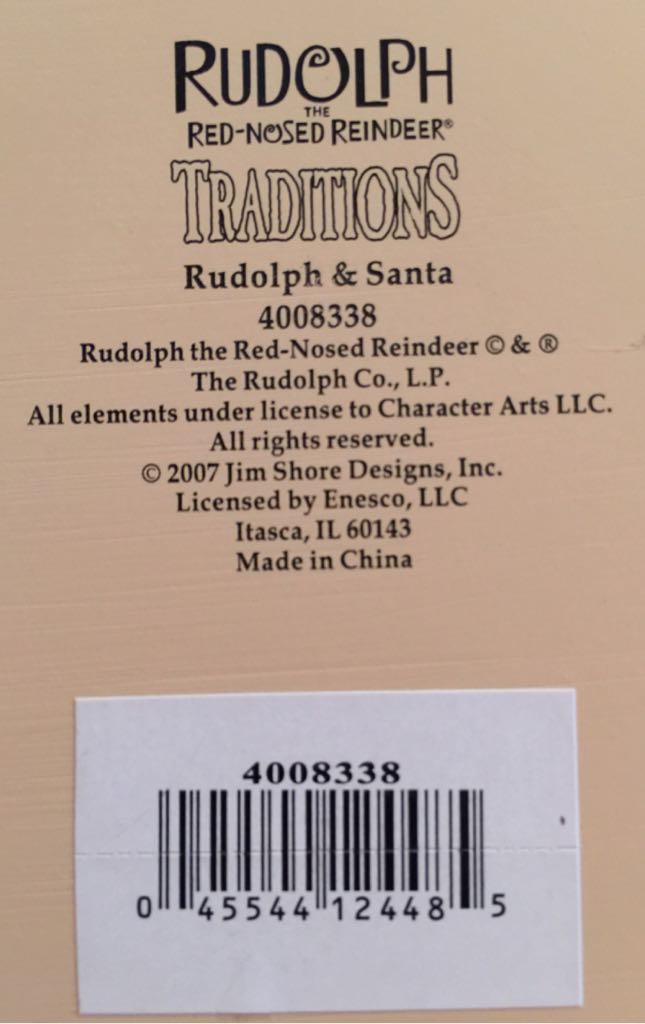 RUDOLPH
THE
RED-NOSED REINDEER®
TRADITIONS
Rudolph & Santa
4008338
Rudolph the Red-Nosed Reindeer © & ®
The Rudolph Co., L.P.
All elements under license to Character Arts LLC.
All rights reserved.
© 2007 Jim Shore Designs, Inc.
Licensed by Enesco, LLC
Itasca, IL 60143
Made in China
4008338
0 45544 12448 5